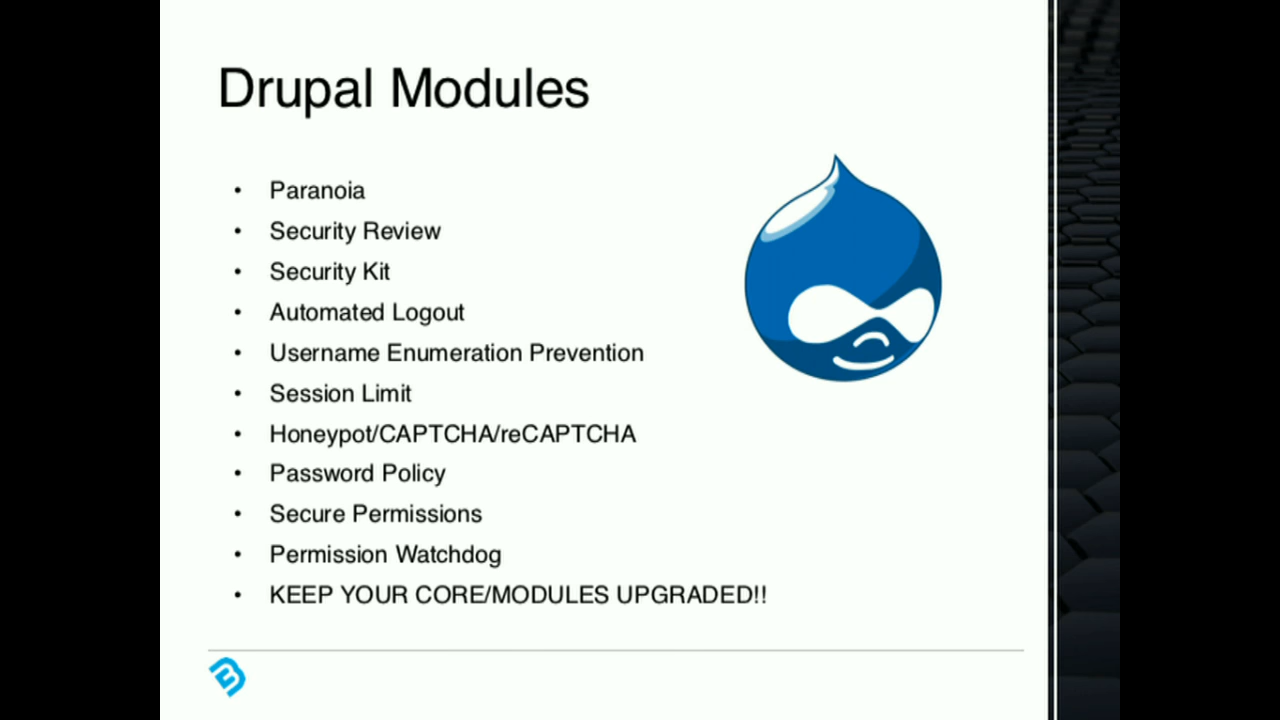 Drupal Modules
• Paranoia
• Security Review
• Security Kit
• Automated Logout
• Username Enumeration Prevention
• Session Limit
• Honeypot/CAPTCHA/reCAPTCHA
• Password Policy
• Secure Permissions
• Permission Watchdog
• KEEP YOUR CORE/MODULES UPGRADED!!